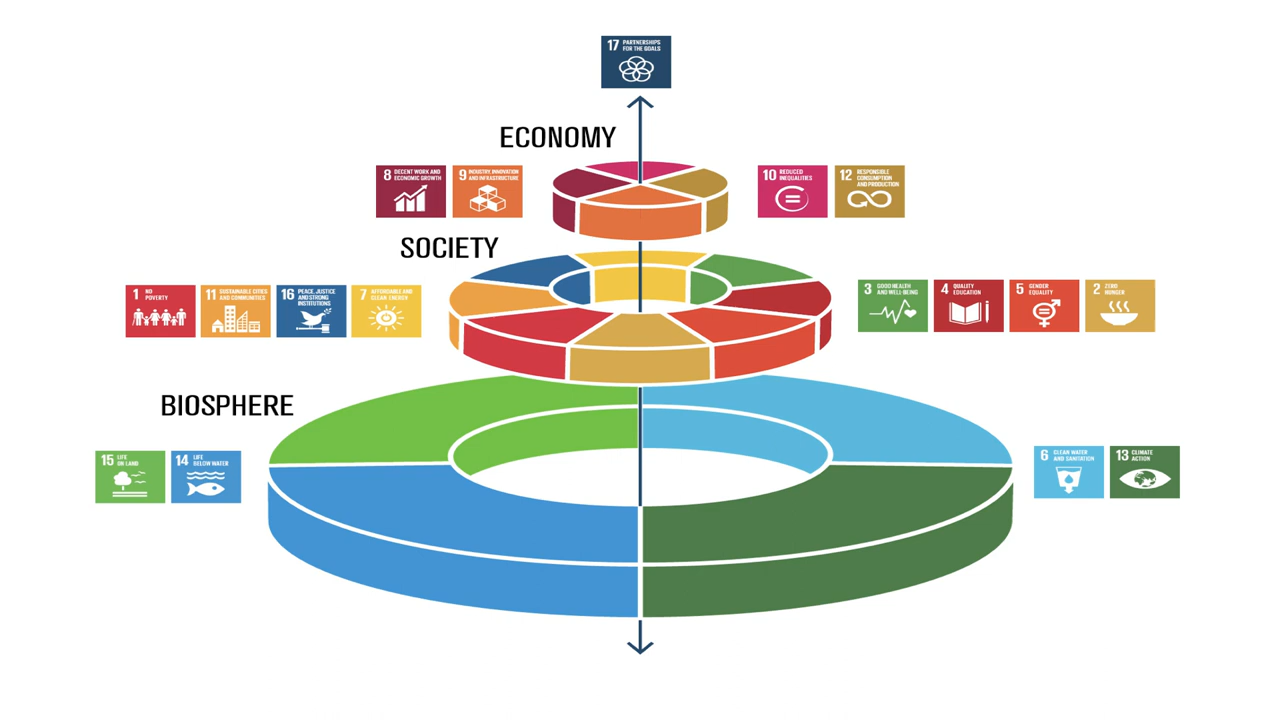 17 PARTNERSHIPS
FOR THE GOALS
ECONOMY
8 DECENT WORK AND
ECONOMIC GROWTH
9 INDUSTRY, INNOVATION
AND INFRASTRUCTURE
10 REDUCED
INEQUALITIES
12 RESPONSIBLE
CONSUMPTION
AND PRODUCTION
SOCIETY
1 NO
POVERTY
11 SUSTAINABLE CITIES
AND COMMUNITIES
16 PEACE, JUSTICE
AND STRONG
INSTITUTIONS
7 AFFORDABLE AND
CLEAN ENERGY
3 GOOD HEALTH
AND WELL-BEING
4 QUALITY
EDUCATION
5 GENDER
EQUALITY
2 ZERO
HUNGER
BIOSPHERE
15 LIFE
ON LAND
14 LIFE
BELOW WATER
6 CLEAN WATER
AND SANITATION
13 CLIMATE
ACTION